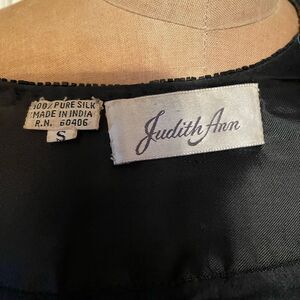 100% PURE SILK
MADE IN INDIA
R.N. 60406
S
Judith Ann